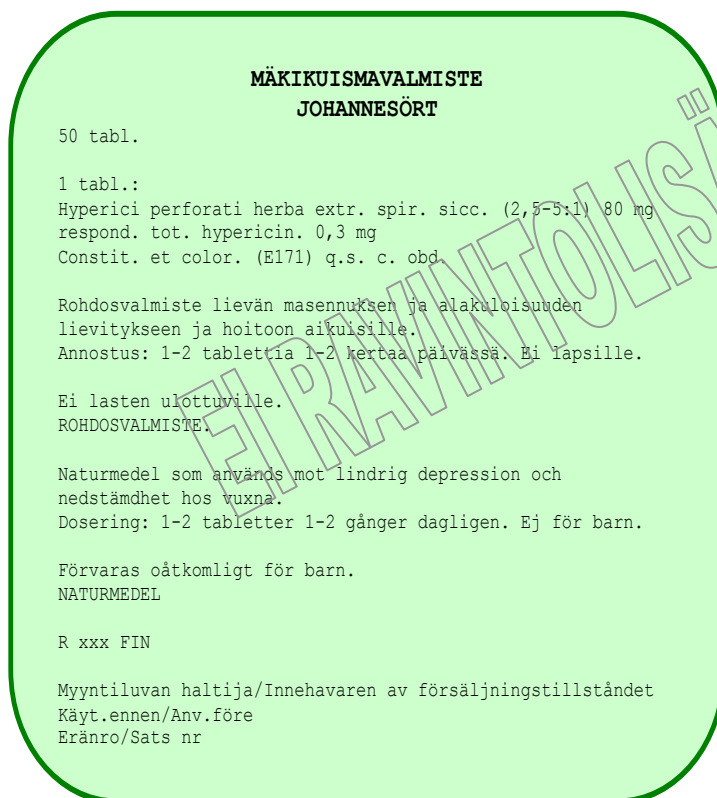 MÄKIKUISMAVALMISTE
JOHANNESÖRT
50 tabl.
1 tabl.:
Hyperici perforati herba extr. spir. sicc. (2,5-5:1) 80 mg
respond. tot. hypericin. 0,3 mg
Constit. et color. (E171) q.s. c. obd.
Rohdosvalmiste lievän masennuksen ja alakuloisuuden
lievitykseen ja hoitoon aikuisille.
Annostus: 1-2 tablettia 1-2 kertaa päivässä. Ei lapsille.
Ei lasten ulottuville.
ROHDOSVALMISTE.
Naturmedel som används mot lindrig depression och
nedstämdhet hos vuxna.
Dosering: 1-2 tabletter 1-2 gånger dagligen. Ej för barn.
Förvaras oåtkomligt för barn.
NATURMEDEL
R xxx FIN
Myyntiluvan haltija/Innehavaren av försäljningstillståndet
Käyt.ennen/Anv.före
Eränro/Sats nr
EI RAVINTOLISÄ